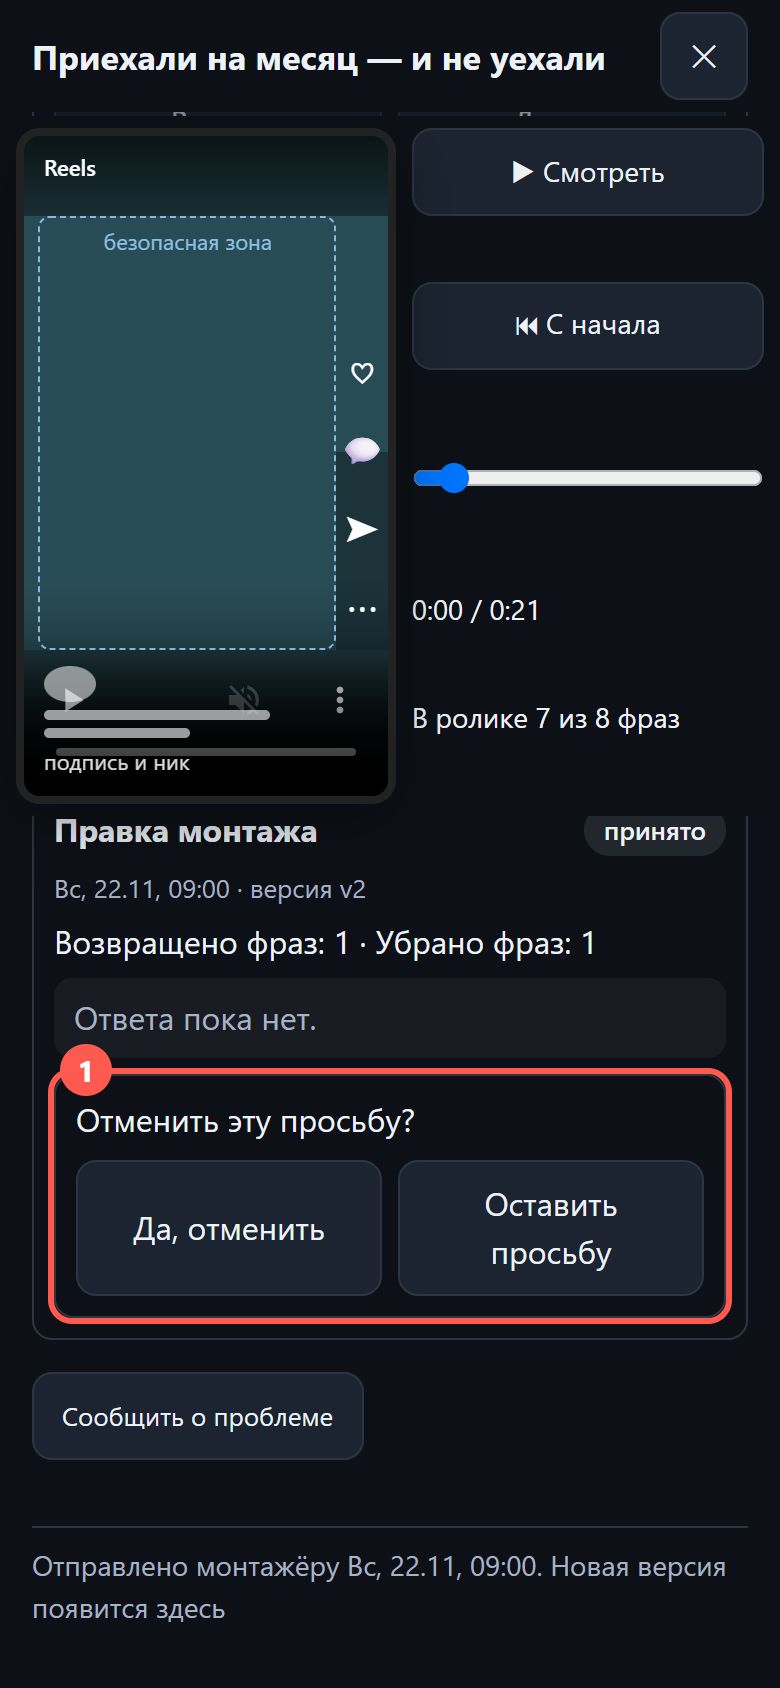 Приехали на месяц — и не уехали
Reels
безопасная зона
подпись и ник
▶ Смотреть
⏮ С начала
0:00 / 0:21
В ролике 7 из 8 фраз
Правка монтажа
принято
Вс, 22.11, 09:00 · версия v2
Возвращено фраз: 1 · Убрано фраз: 1
Ответа пока нет.
1
Отменить эту просьбу?
Да, отменить
Оставить
просьбу
Сообщить о проблеме
Отправлено монтажёру Вс, 22.11, 09:00. Новая версия
появится здесь